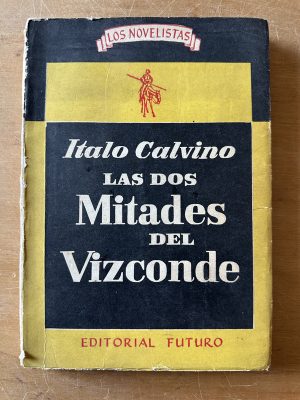 LOS NOVELISTAS
Italo Calvino
LAS DOS
Mitades
DEL
Vizconde
EDITORIAL FUTURO